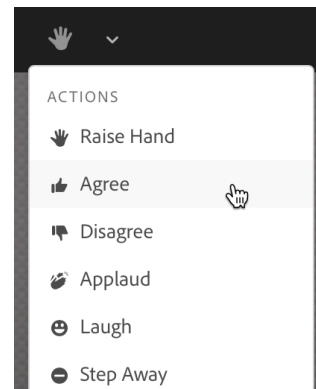 ACTIONS
Raise Hand
Agree
Disagree
Applaud
Laugh
Step Away